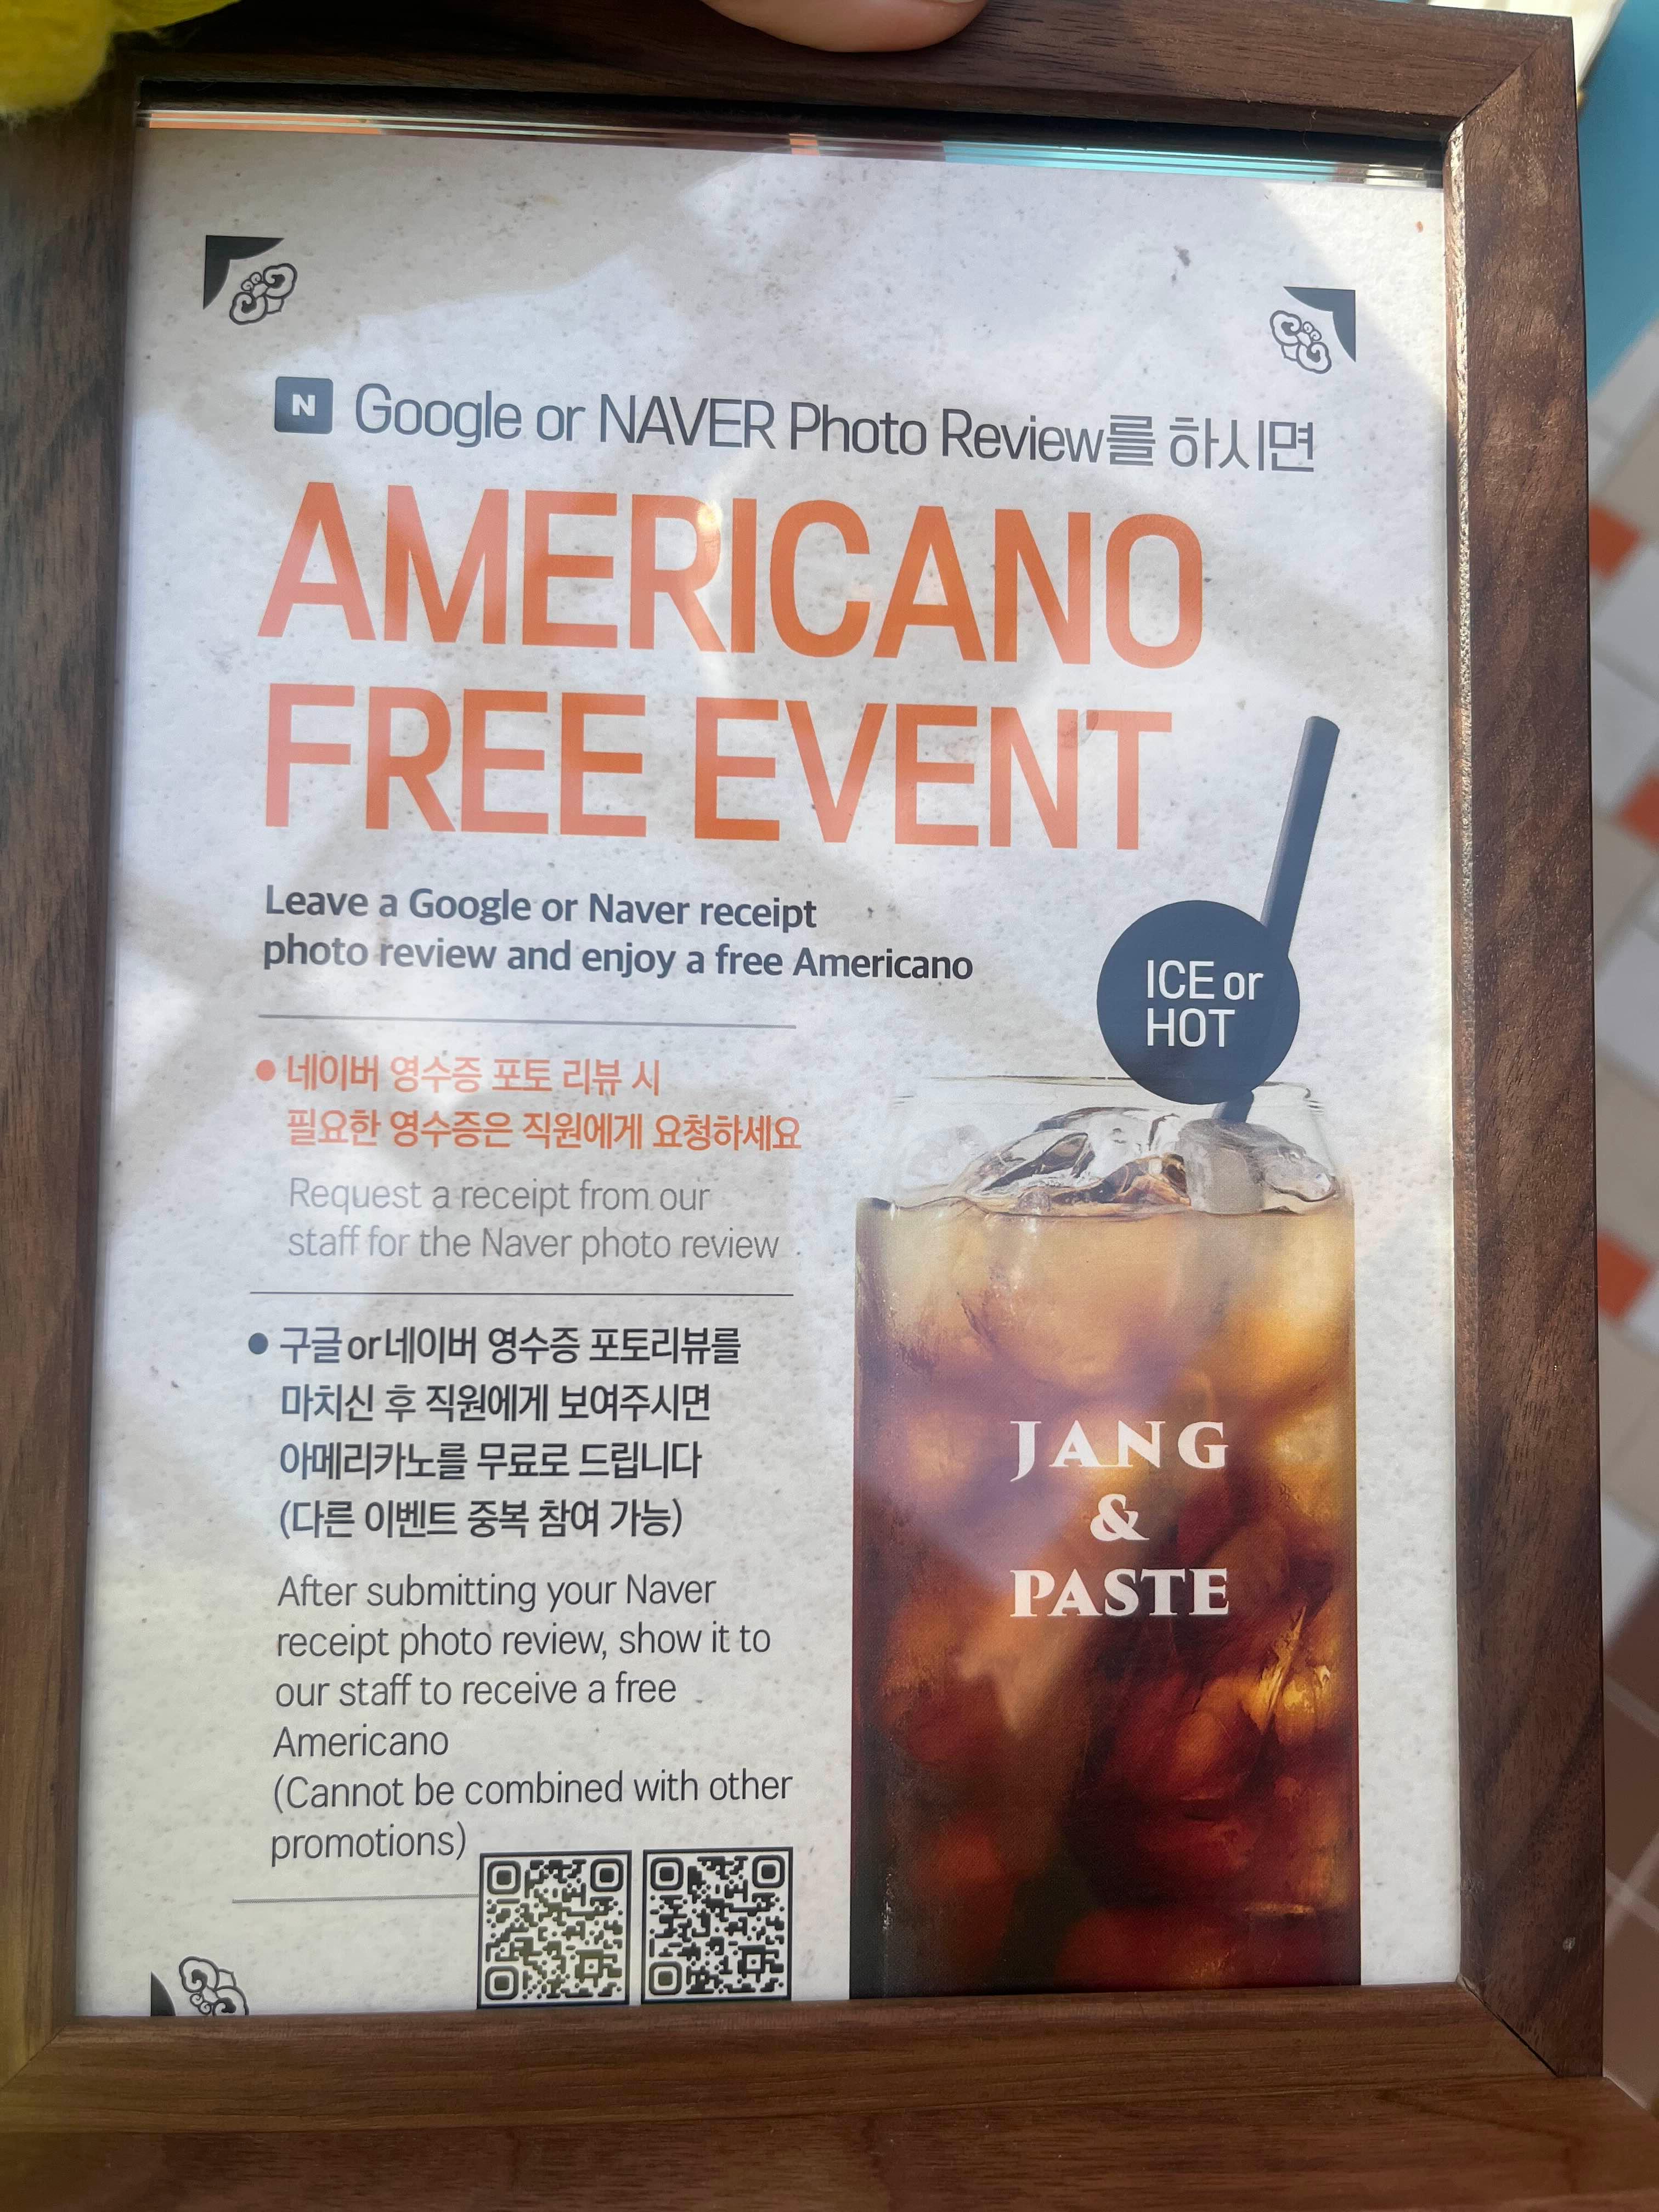 N Google or NAVER Photo Review를 하시면
AMERICANO
FREE EVENT
Leave a Google or Naver receipt
photo review and enjoy a free Americano
ICE or
HOT
● 네이버 영수증 포토 리뷰 시
필요한 영수증은 직원에게 요청하세요
Request a receipt from our
staff for the Naver photo review
● 구글or네이버 영수증 포토리뷰를
마치신 후 직원에게 보여주시면
아메리카노를 무료로 드립니다
(다른 이벤트 중복 참여 가능)
After submitting your Naver
receipt photo review, show it to
our staff to receive a free
Americano
(Cannot be combined with other
promotions)
JANG
&
PASTE